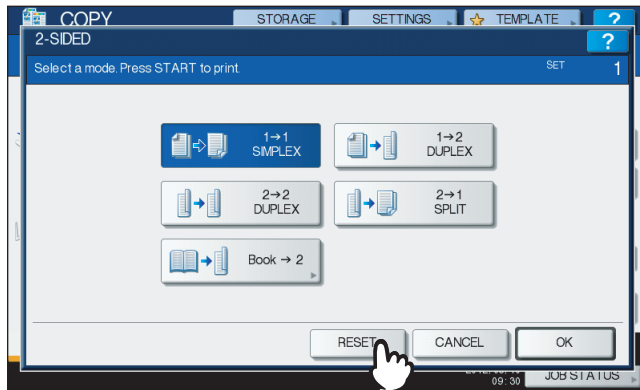 COPY STORAGE SETTINGS TEMPLATE ?
2-SIDED ?
Select a mode. Press START to print. SET 1
1→1
SIMPLEX
1→2
DUPLEX
2→2
DUPLEX
2→1
SPLIT
Book → 2
RESET CANCEL OK
09:30 JOB STATUS